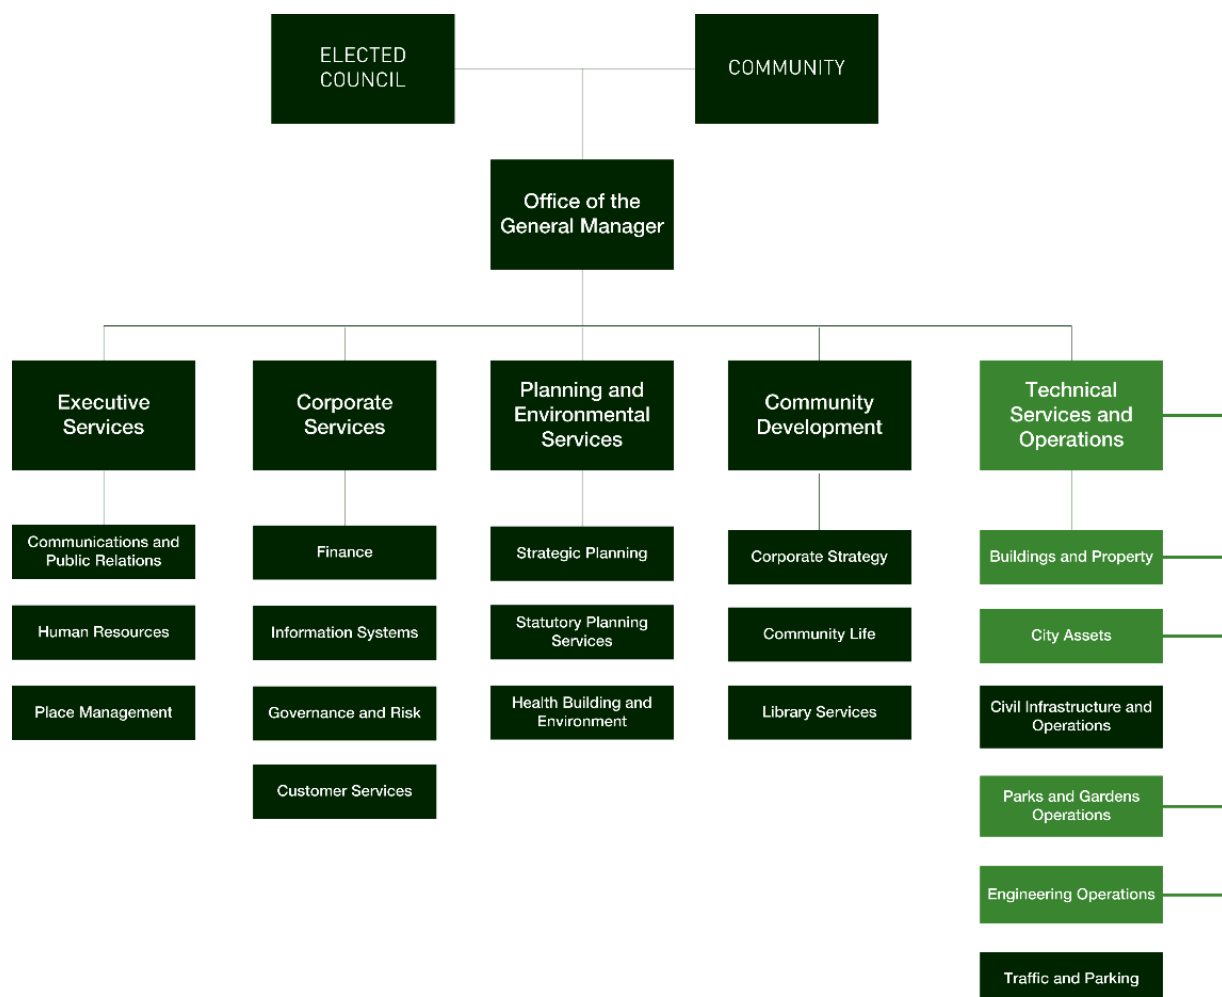 ELECTED
COUNCIL
COMMUNITY
Office of the
General Manager
Executive
Services
Corporate
Services
Planning and
Environmental
Services
Community
Development
Technical
Services and
Operations
Communications and
Public Relations
Finance
Strategic Planning
Corporate Strategy
Buildings and Property
Human Resources
Information Systems
Statutory Planning
Services
Community Life
City Assets
Place Management
Governance and Risk
Health Building and
Environment
Library Services
Civil Infrastructure and
Operations
Customer Services
Parks and Gardens
Operations
Engineering Operations
Traffic and Parking